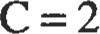 C = 2